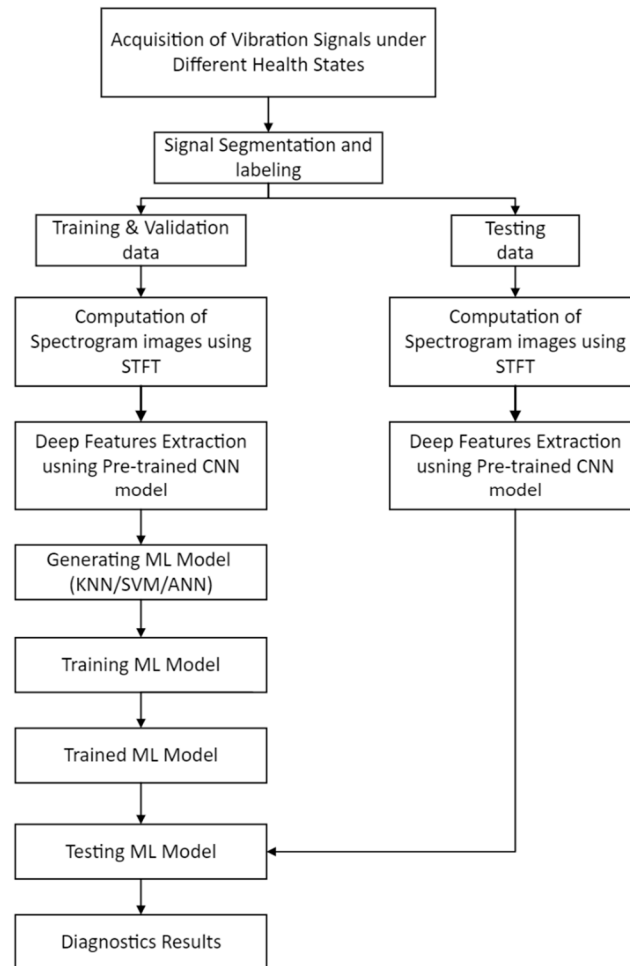 Acquisition of Vibration Signals under
Different Health States
Signal Segmentation and
labeling
Training & Validation
data
Testing
data
Computation of
Spectrogram images using
STFT
Computation of
Spectrogram images using
STFT
Deep Features Extraction
usning Pre-trained CNN
model
Deep Features Extraction
usning Pre-trained CNN
model
Generating ML Model
(KNN/SVM/ANN)
Training ML Model
Trained ML Model
Testing ML Model
Diagnostics Results